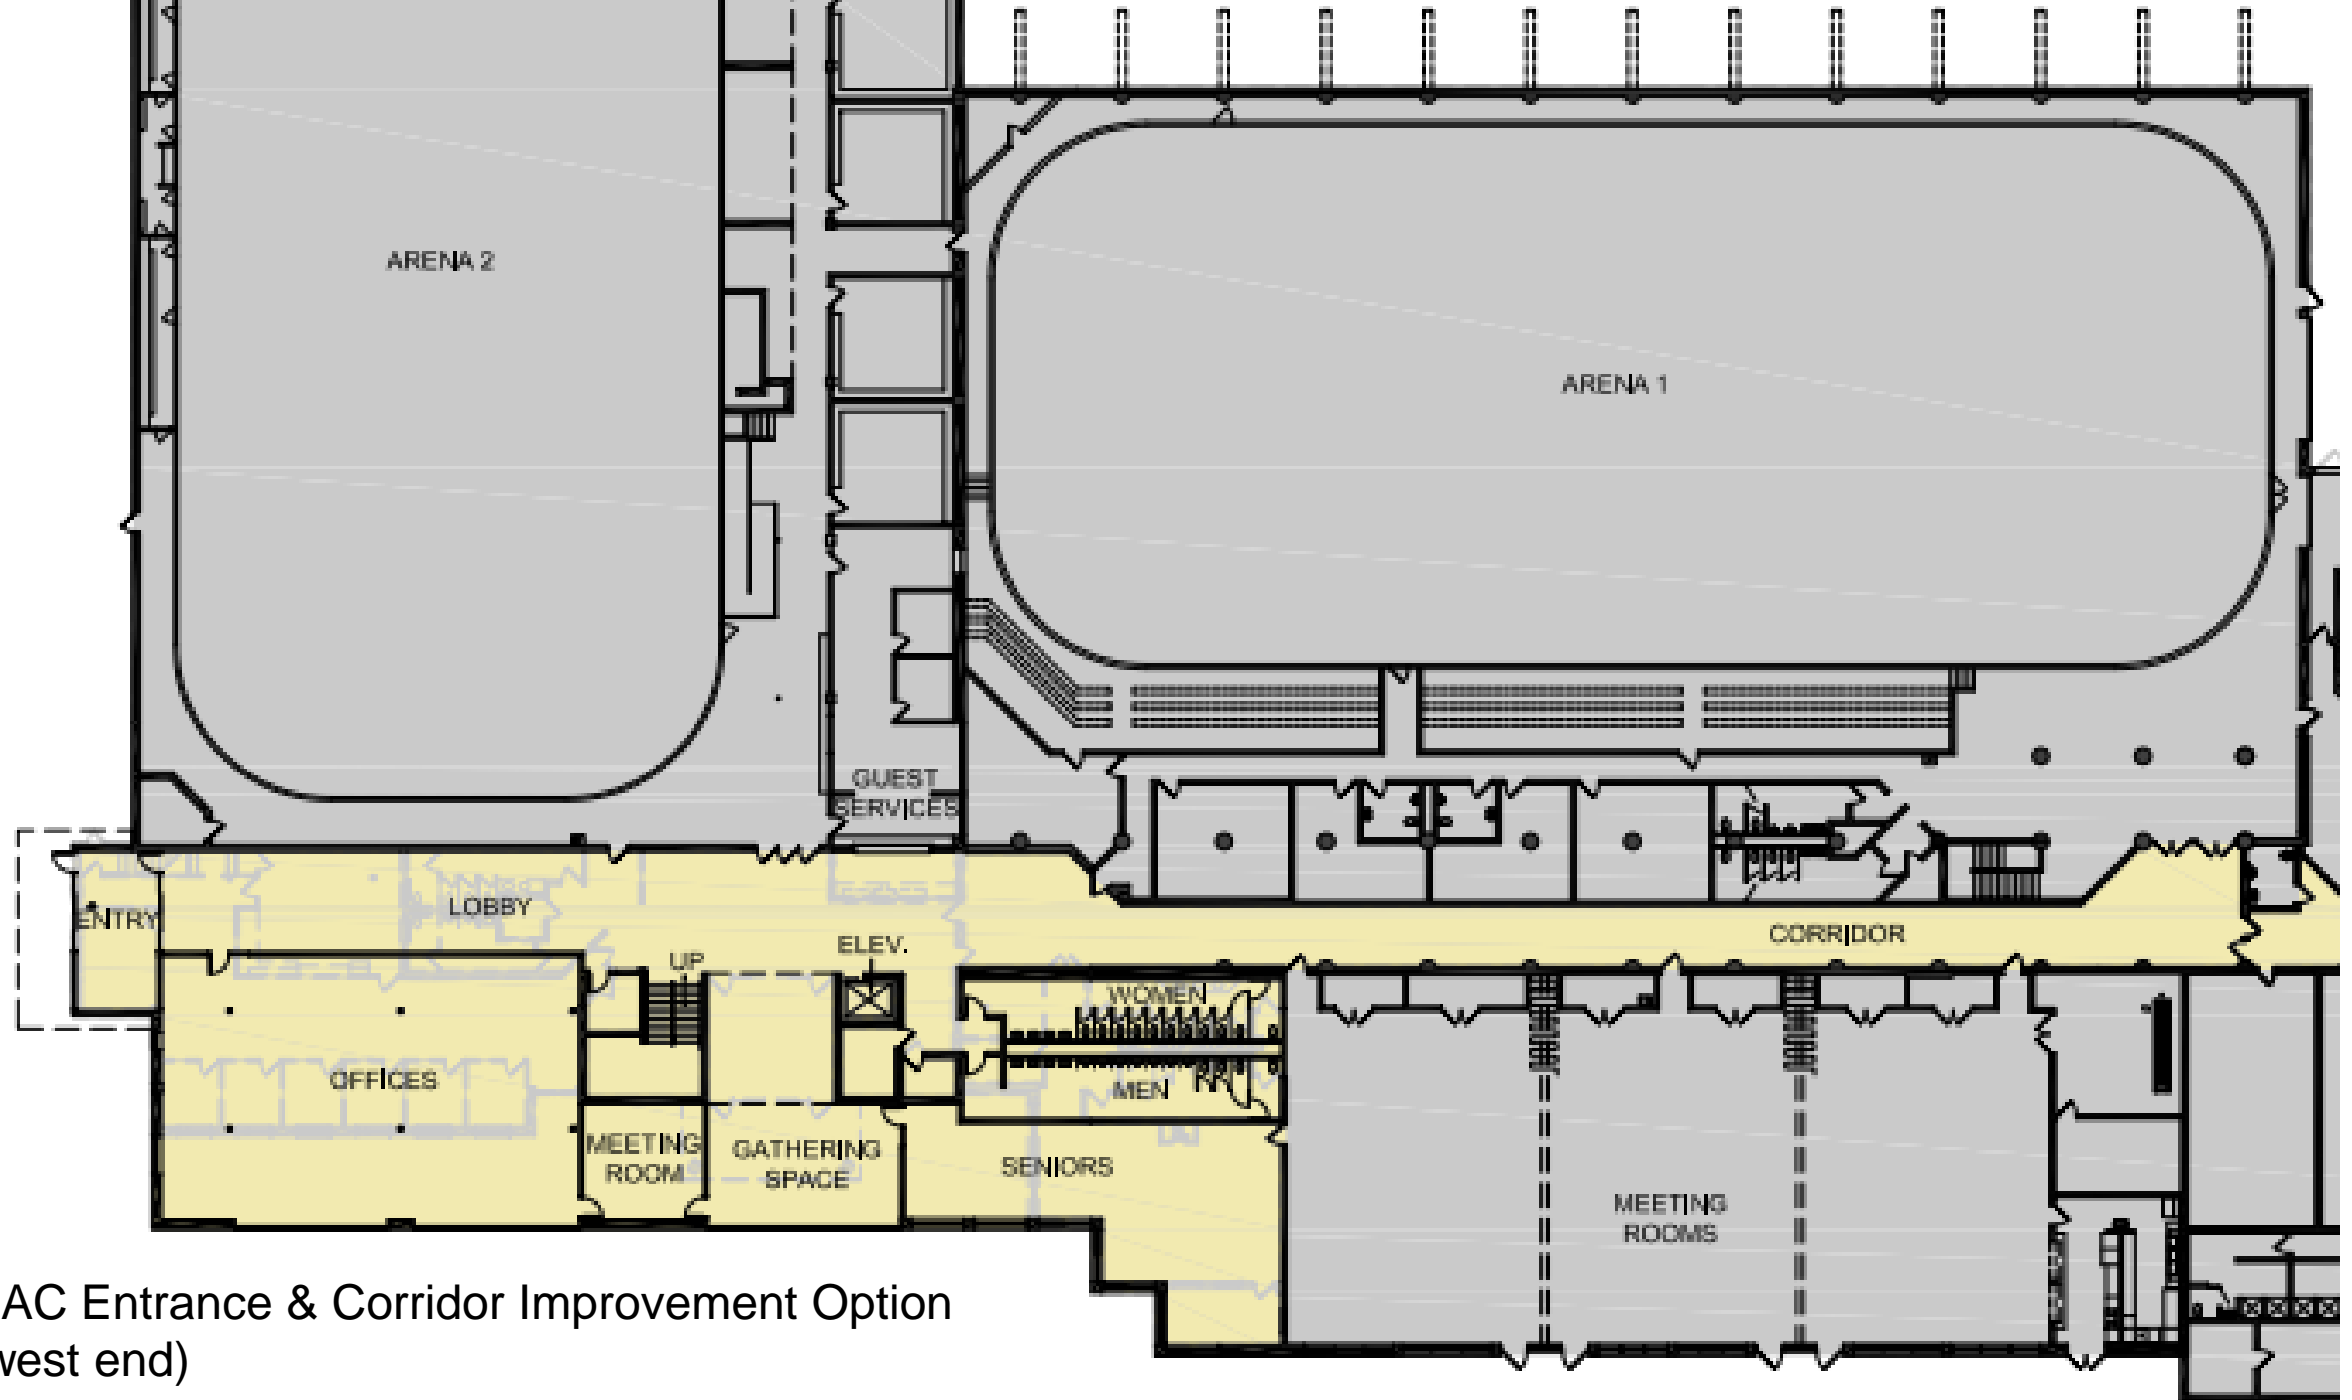 ARENA 2
ARENA 1
GUEST
SERVICES
ENTRY
LOBBY
UP
ELEV.
CORRIDOR
WOMEN
MEN
OFFICES
MEETING
ROOM
GATHERING
SPACE
SENIORS
MEETING
ROOMS
AC Entrance & Corridor Improvement Option
west end)